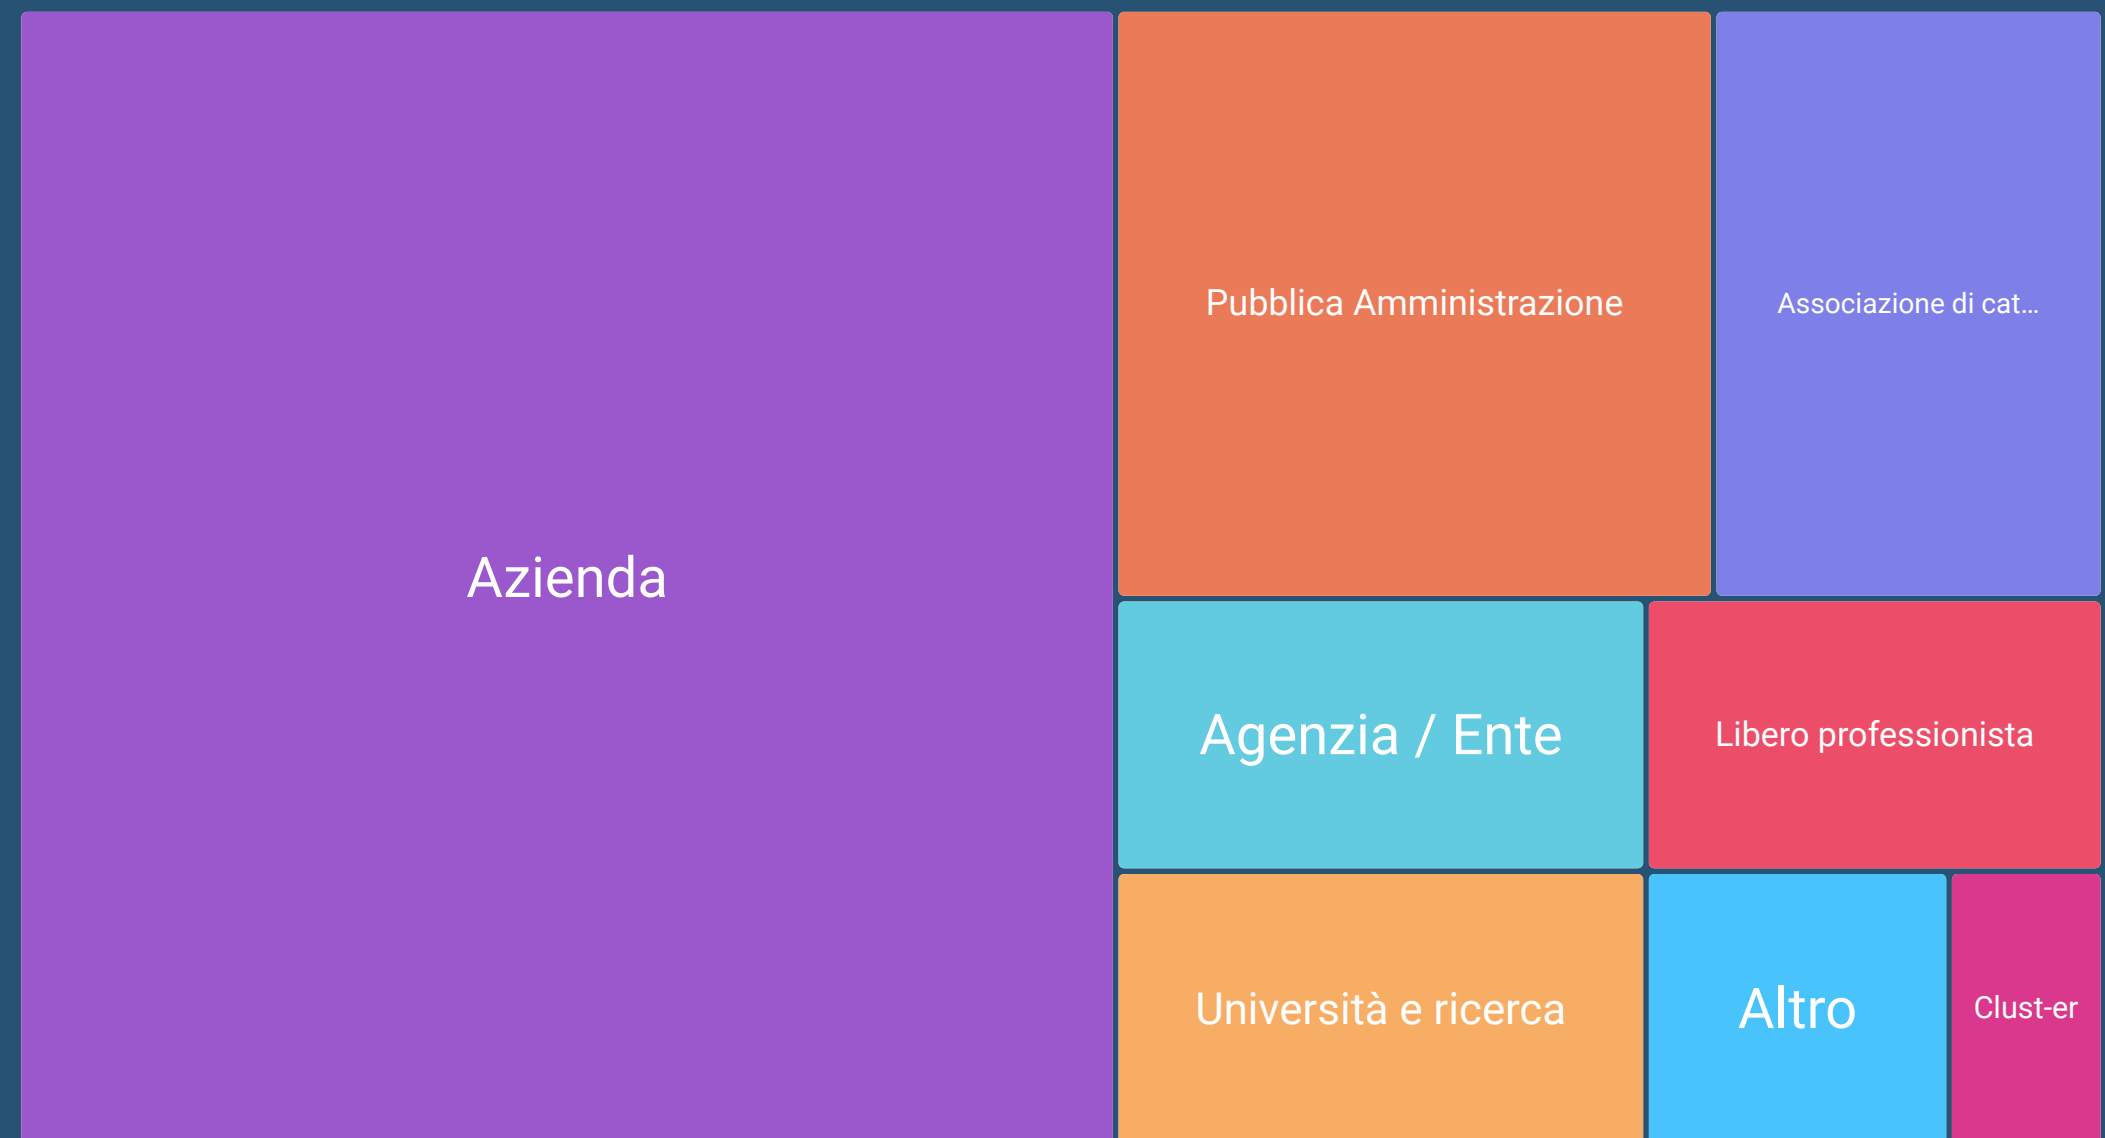 Azienda
Pubblica Amministrazione
Associazione di cat...
Agenzia / Ente
Libero professionista
Università e ricerca
Altro
Clust-er